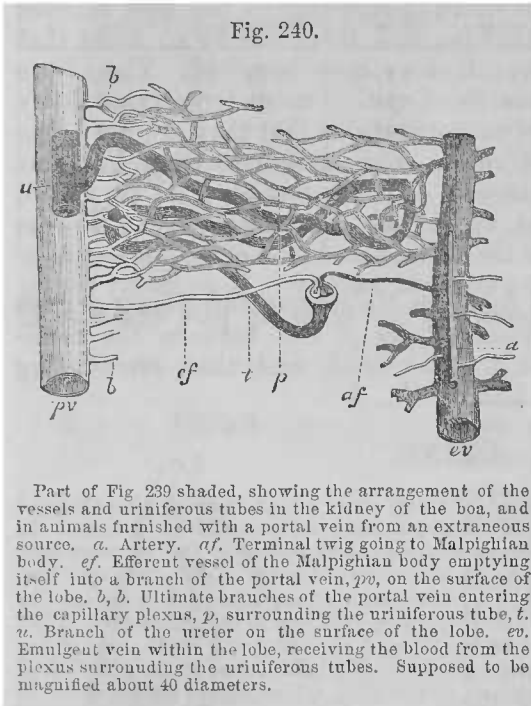 Fig. 240.
b
u
b
pv
ef
t
p
af
a
ev
Part of Fig 239 shaded, showing the arrangement of the
vessels and uriniferous tubes in the kidney of the boa, and
in animals furnished with a portal vein from an extraneous
source. a. Artery. af. Terminal twig going to Malpighian
body. ef. Efferent vessel of the Malpighian body emptying
itself into a branch of the portal vein, pv, on the surface of
the lobe. b, b. Ultimate branches of the portal vein entering
the capillary plexus, p, surrounding the uriniferous tube, t.
u. Branch of the ureter on the surface of the lobe. ev.
Emulgent vein within the lobe, receiving the blood from the
plexus surrounding the uriniferous tubes. Supposed to be
magnified about 40 diameters.